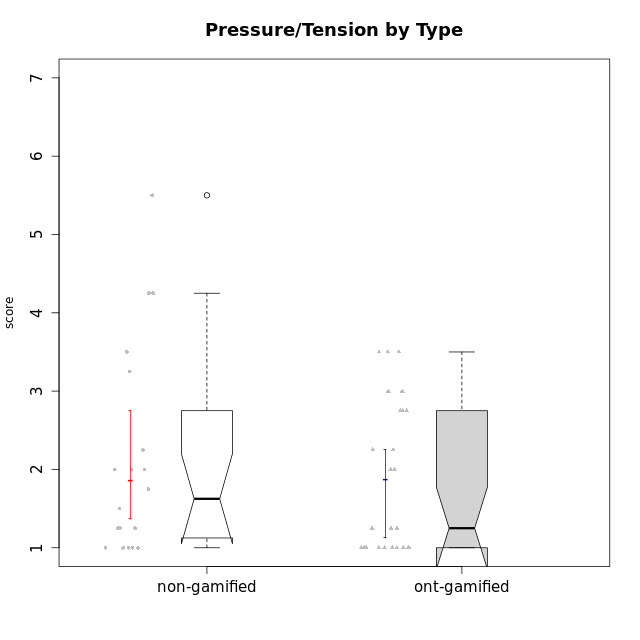 Pressure/Tension by Type
7
6
5
4
3
2
1
score
non-gamified
ont-gamified